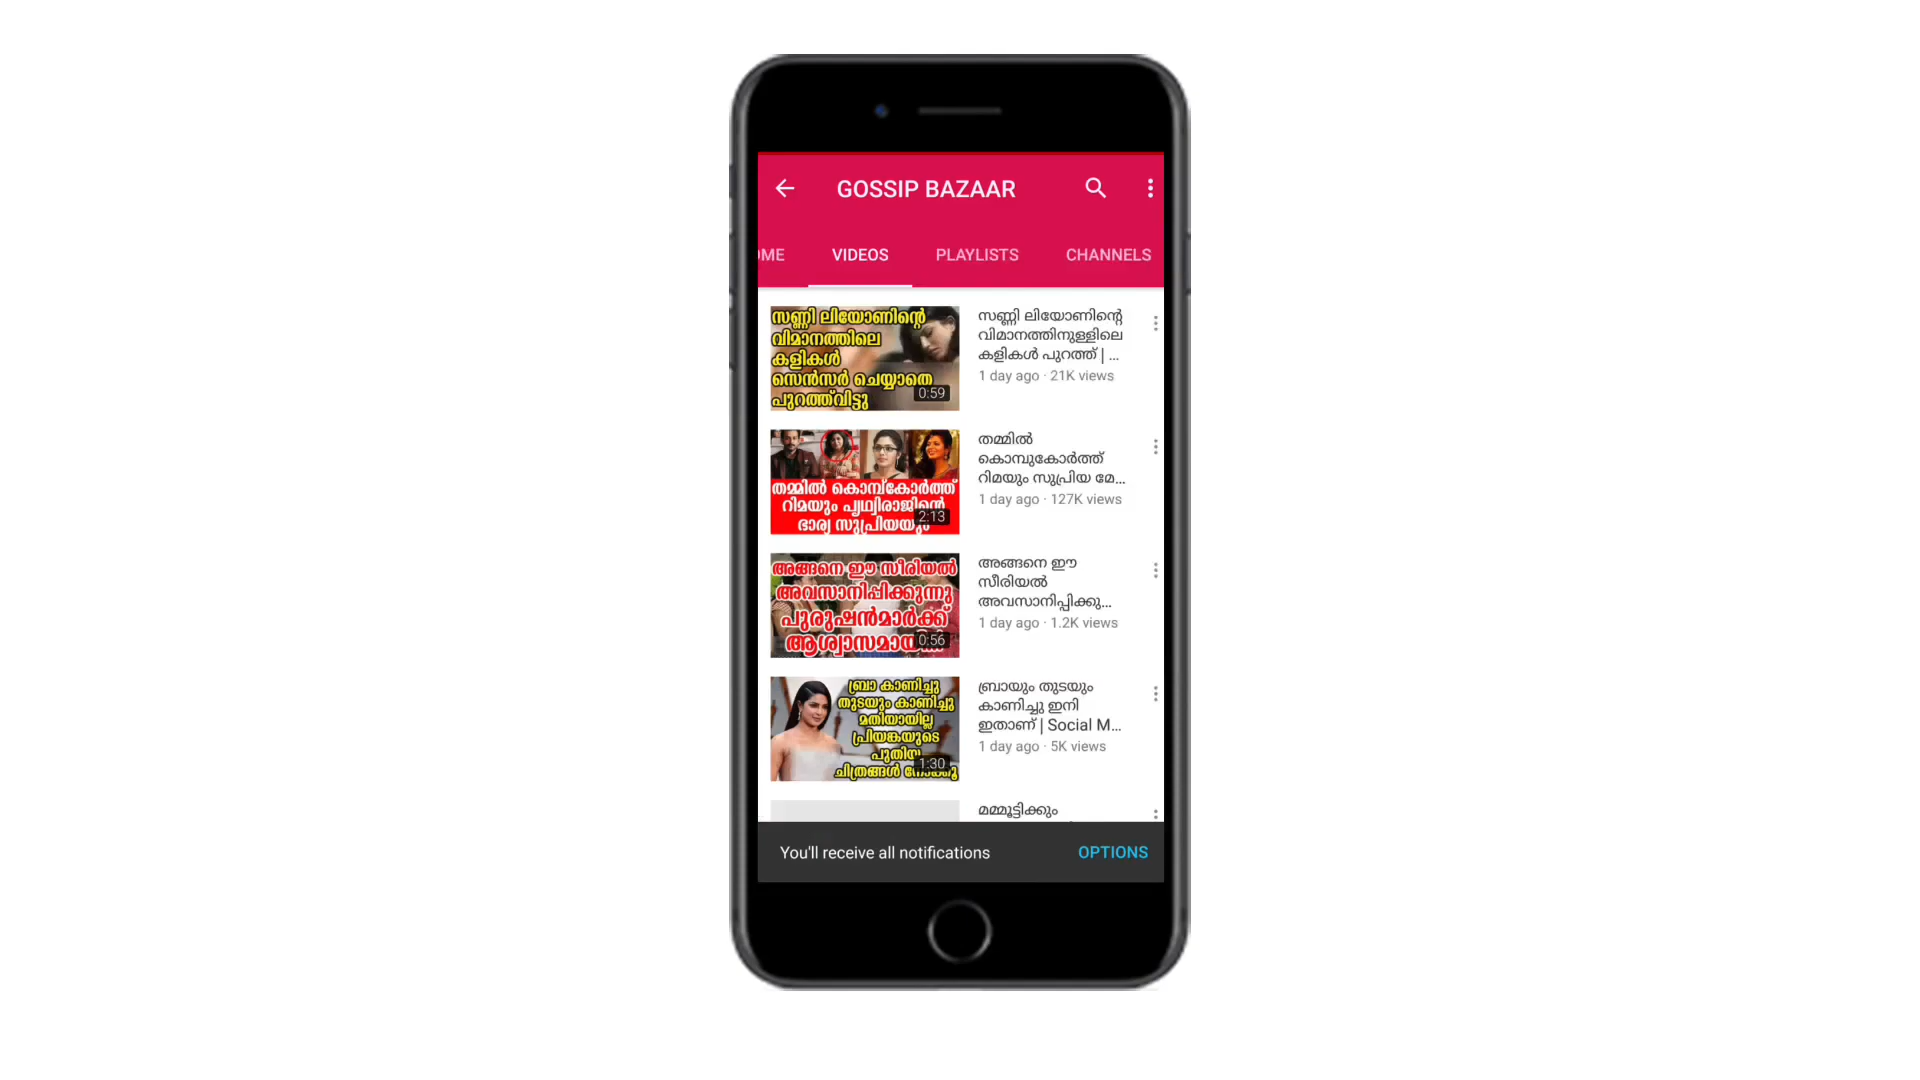 GOSSIP BAZAAR
OME VIDEOS PLAYLISTS CHANNELS
സണ്ണി ലിയോണിന്റെ
വിമാനത്തിലെ
കളികൾ
സെൻസർ ചെയ്യാതെ
പുറത്ത്‌വിട്ടു
0:59
സണ്ണി ലിയോണിന്റെ
വിമാനത്തിനുള്ളിലെ
കളികൾ പുറത്ത് | ...
1 day ago · 21K views
തമ്മിൽ കൊമ്പ്കോർത്ത്
റിമയും പൃഥ്വിരാജിന്റെ
ഭാര്യ സുപ്രിയയും
2:13
തമ്മിൽ
കൊമ്പുകോർത്ത്
റിമയും സുപ്രിയ മേ...
1 day ago · 127K views
അങ്ങനെ ഈ സീരിയൽ
അവസാനിപ്പിക്കുന്നു
പുരുഷൻമാർക്ക്
0:56
അങ്ങനെ ഈ
സീരിയൽ
അവസാനിപ്പിക്കു...
1 day ago · 1.2K views
ബ്രാ കാണിച്ചു
തുടയും കാണിച്ചു
മതിയായില്ല
പ്രിയങ്കയുടെ
പുതിയ
ചിത്രങ്ങൾ നോക്കൂ
1:30
ബ്രായും തുടയും
കാണിച്ചു ഇനി
ഇതാണ് | Social M...
1 day ago · 5K views
മമ്മൂട്ടിക്കും
You'll receive all notifications OPTIONS